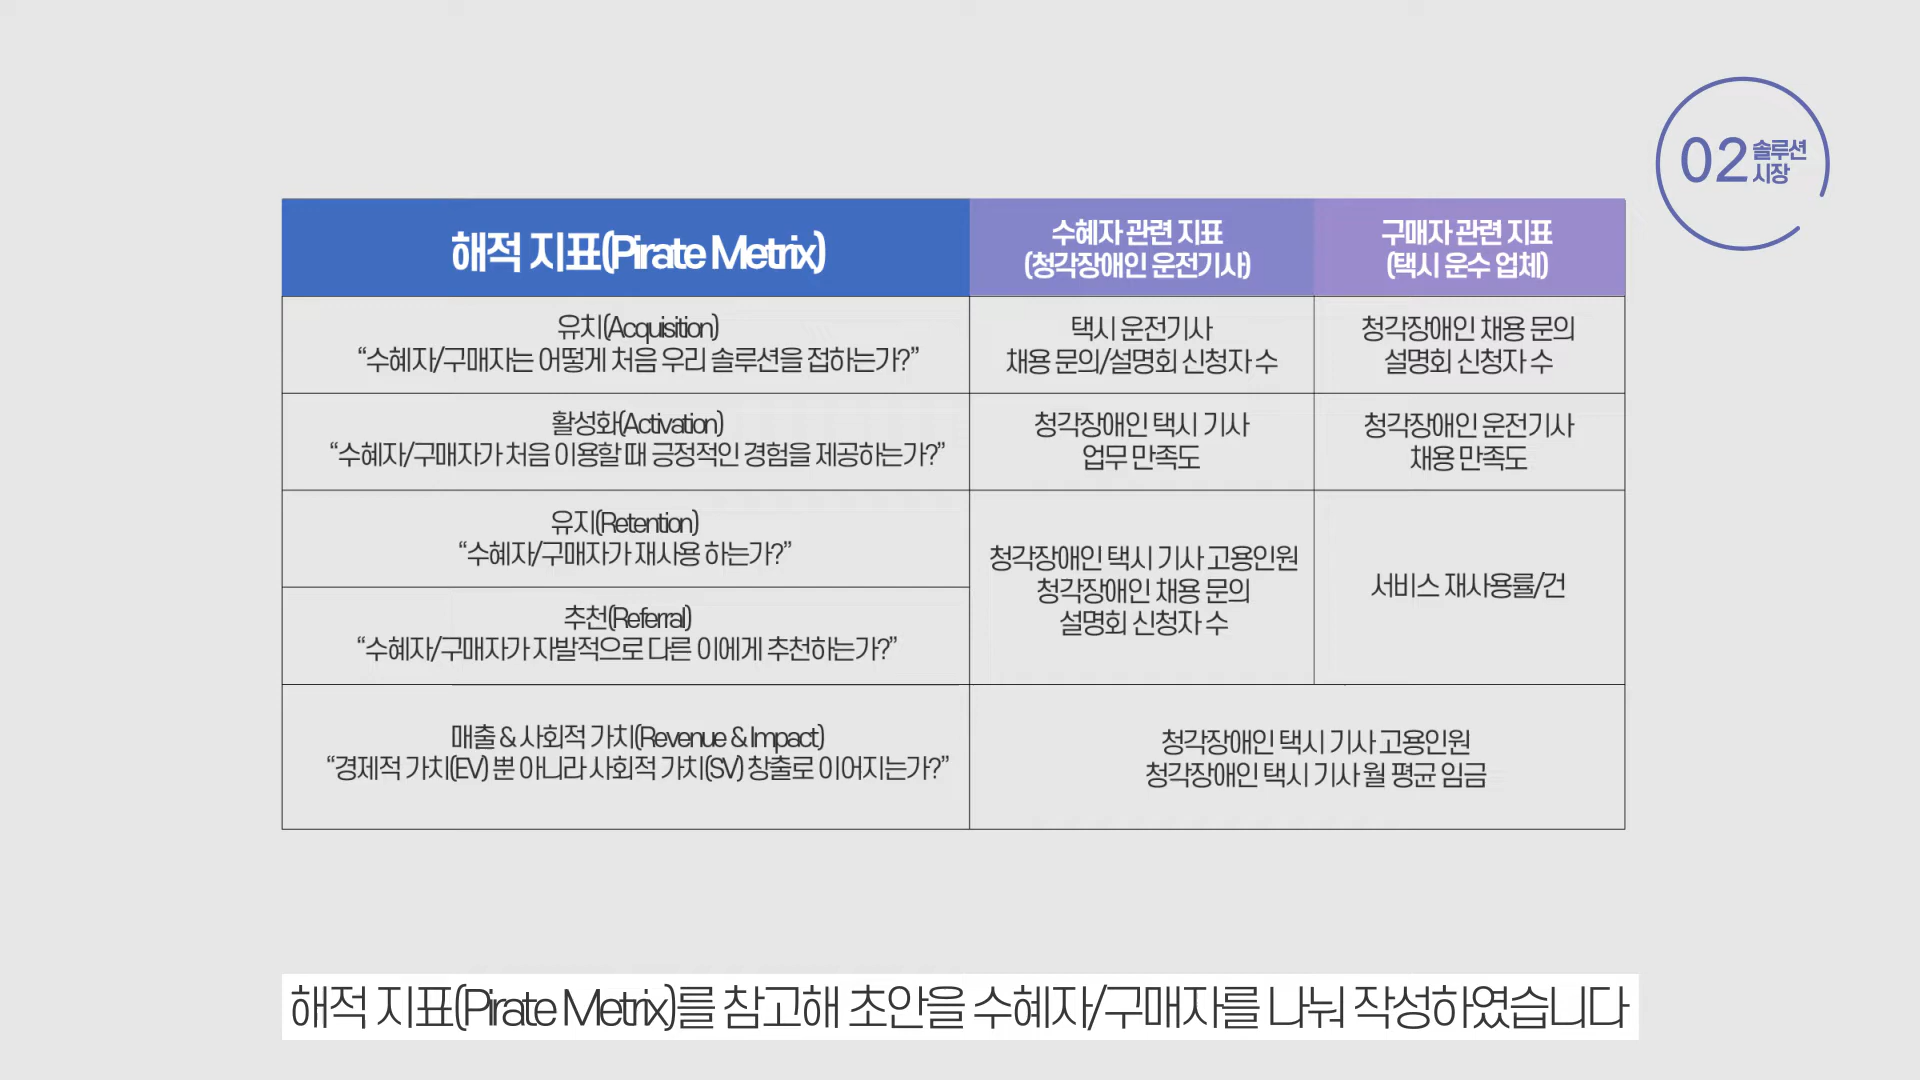 02 솔루션
시장
해적 지표(Pirate Metrix)
수혜자 관련 지표
(청각장애인 운전기사)
구매자 관련 지표
(택시 운수 업체)
유치(Acquisition)
“수혜자/구매자는 어떻게 처음 우리 솔루션을 접하는가?”
택시 운전기사
채용 문의/설명회 신청자 수
청각장애인 채용 문의
설명회 신청자 수
활성화(Activation)
“수혜자/구매자가 처음 이용할 때 긍정적인 경험을 제공하는가?”
청각장애인 택시 기사
업무 만족도
청각장애인 운전기사
채용 만족도
유지(Retention)
“수혜자/구매자가 재사용 하는가?”
추천(Referral)
“수혜자/구매자가 자발적으로 다른 이에게 추천하는가?”
청각장애인 택시 기사 고용인원
청각장애인 채용 문의
설명회 신청자 수
서비스 재사용률/건
매출 & 사회적 가치(Revenue & Impact)
“경제적 가치(EV) 뿐 아니라 사회적 가치(SV) 창출로 이어지는가?”
청각장애인 택시 기사 고용인원
청각장애인 택시 기사 월 평균 임금
해적 지표(Pirate Metrix)를 참고해 초안을 수혜자/구매자를 나눠 작성하였습니다